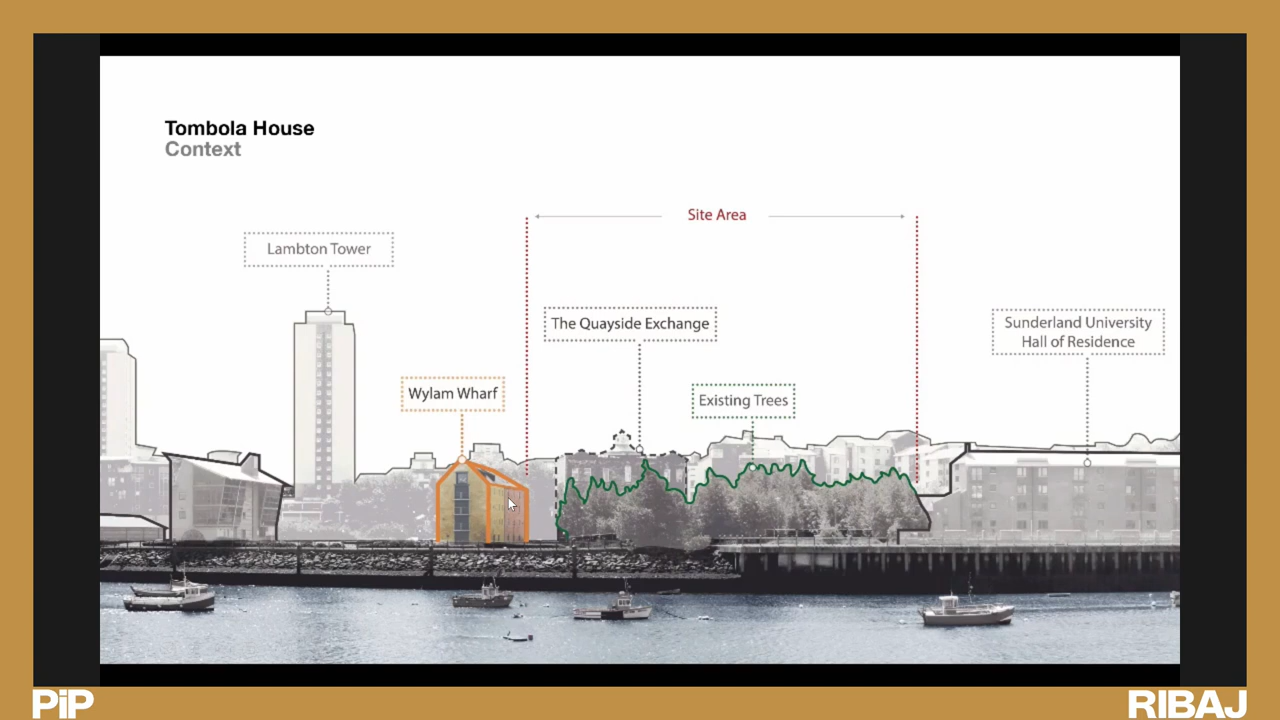 Tombola House
Context
Site Area
Lambton Tower
The Quayside Exchange
Sunderland University
Hall of Residence
Wylam Wharf
Existing Trees
PiP
RIBAJ